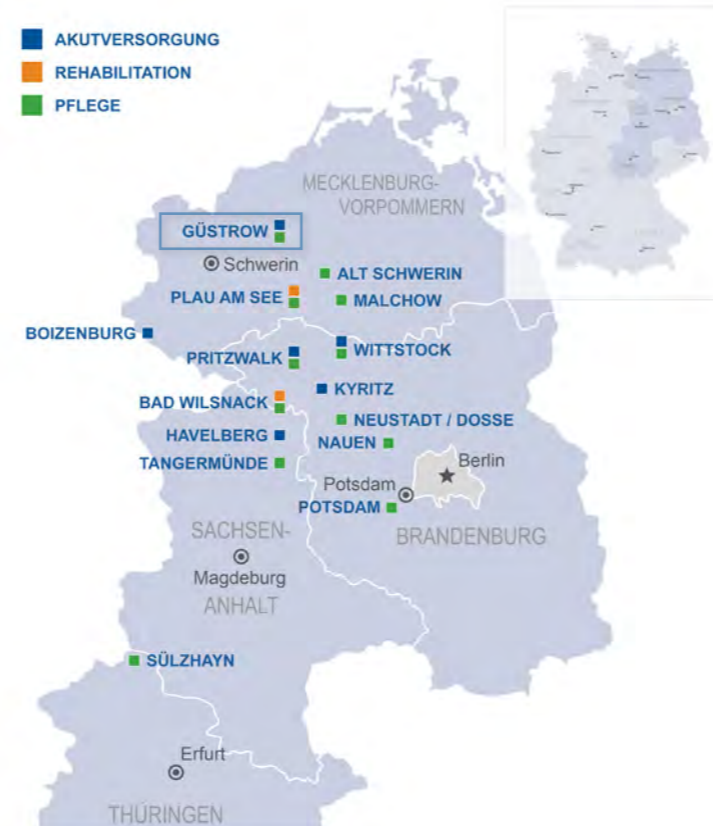 AKUTVERSORGUNG
REHABILITATION
PFLEGE
MECKLENBURG-
VORPOMMERN
GÜSTROW
Schwerin
ALT SCHWERIN
PLAU AM SEE
MALCHOW
BOIZENBURG
PRITZWALK
WITTSTOCK
KYRITZ
BAD WILSNACK
NEUSTADT / DOSSE
HAVELBERG
NAUEN
TANGERMÜNDE
Berlin
Potsdam
POTSDAM
SACHSEN-
BRANDENBURG
Magdeburg
ANHALT
SÜLZHAYN
Erfurt
THÜRINGEN